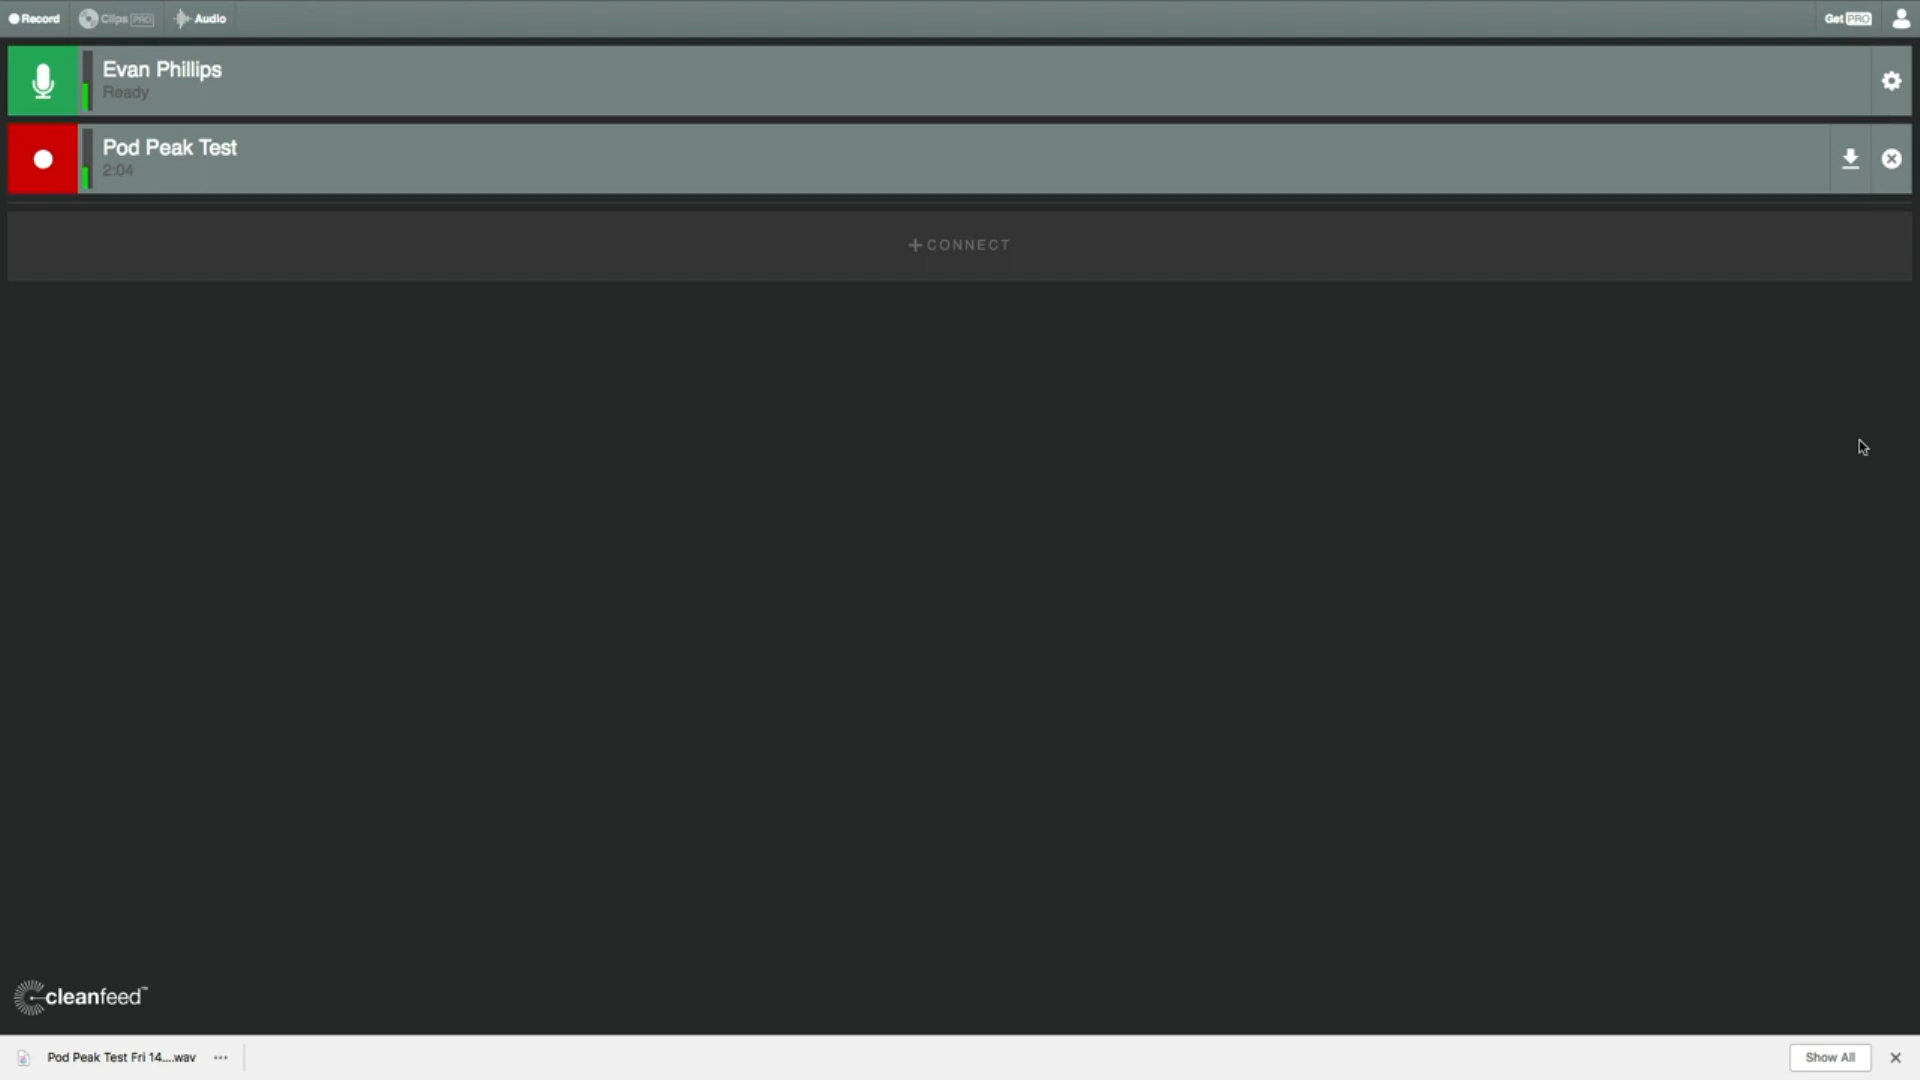 Record
Clips PRO
Audio
Get PRO
Evan Phillips
Ready
Pod Peak Test
2:04
+CONNECT
cleanfeed™
Pod Peak Test Fri 14....wav
Show All